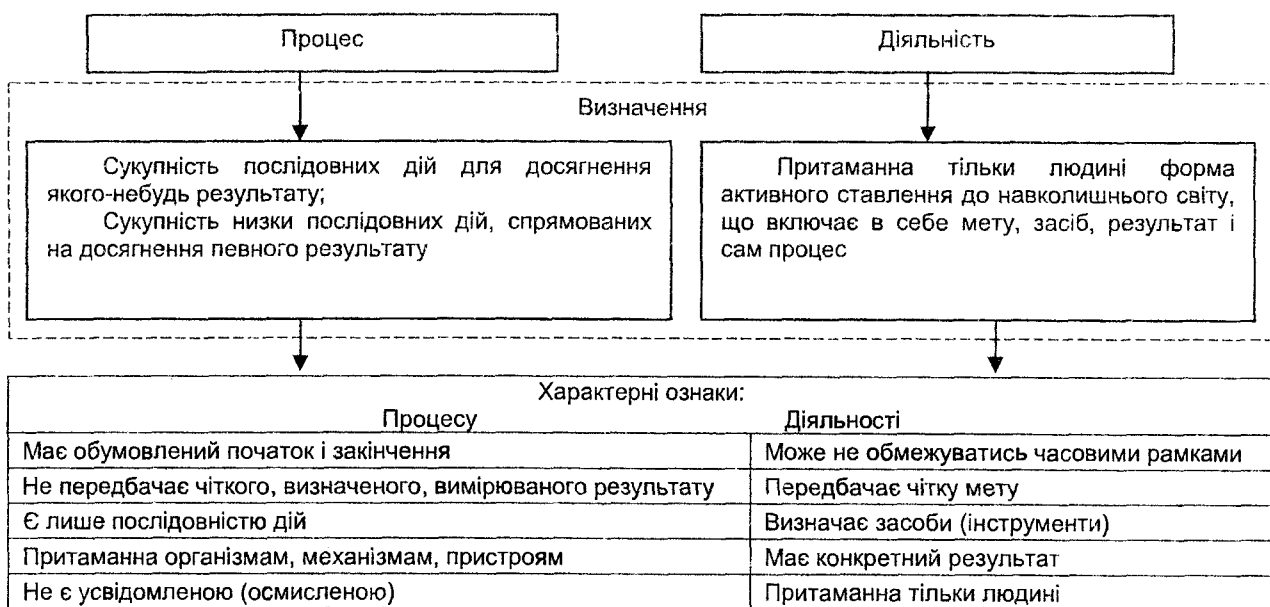 Процес
Діяльність
Визначення
Сукупність послідовних дій для досягнення
якого-небудь результату;
Сукупність низки послідовних дій, спрямованих
на досягнення певного результату
Притаманна тільки людині форма
активного ставлення до навколишнього світу,
що включає в себе мету, засіб, результат і
сам процес
Характерні ознаки:
Процесу
Діяльності
Має обумовлений початок і закінчення
Може не обмежуватись часовими рамками
Не передбачає чіткого, визначеного, вимірюваного результату
Передбачає чітку мету
Є лише послідовністю дій
Визначає засоби (інструменти)
Притаманна організмам, механізмам, пристроям
Має конкретний результат
Не є усвідомленою (осмисленою)
Притаманна тільки людині